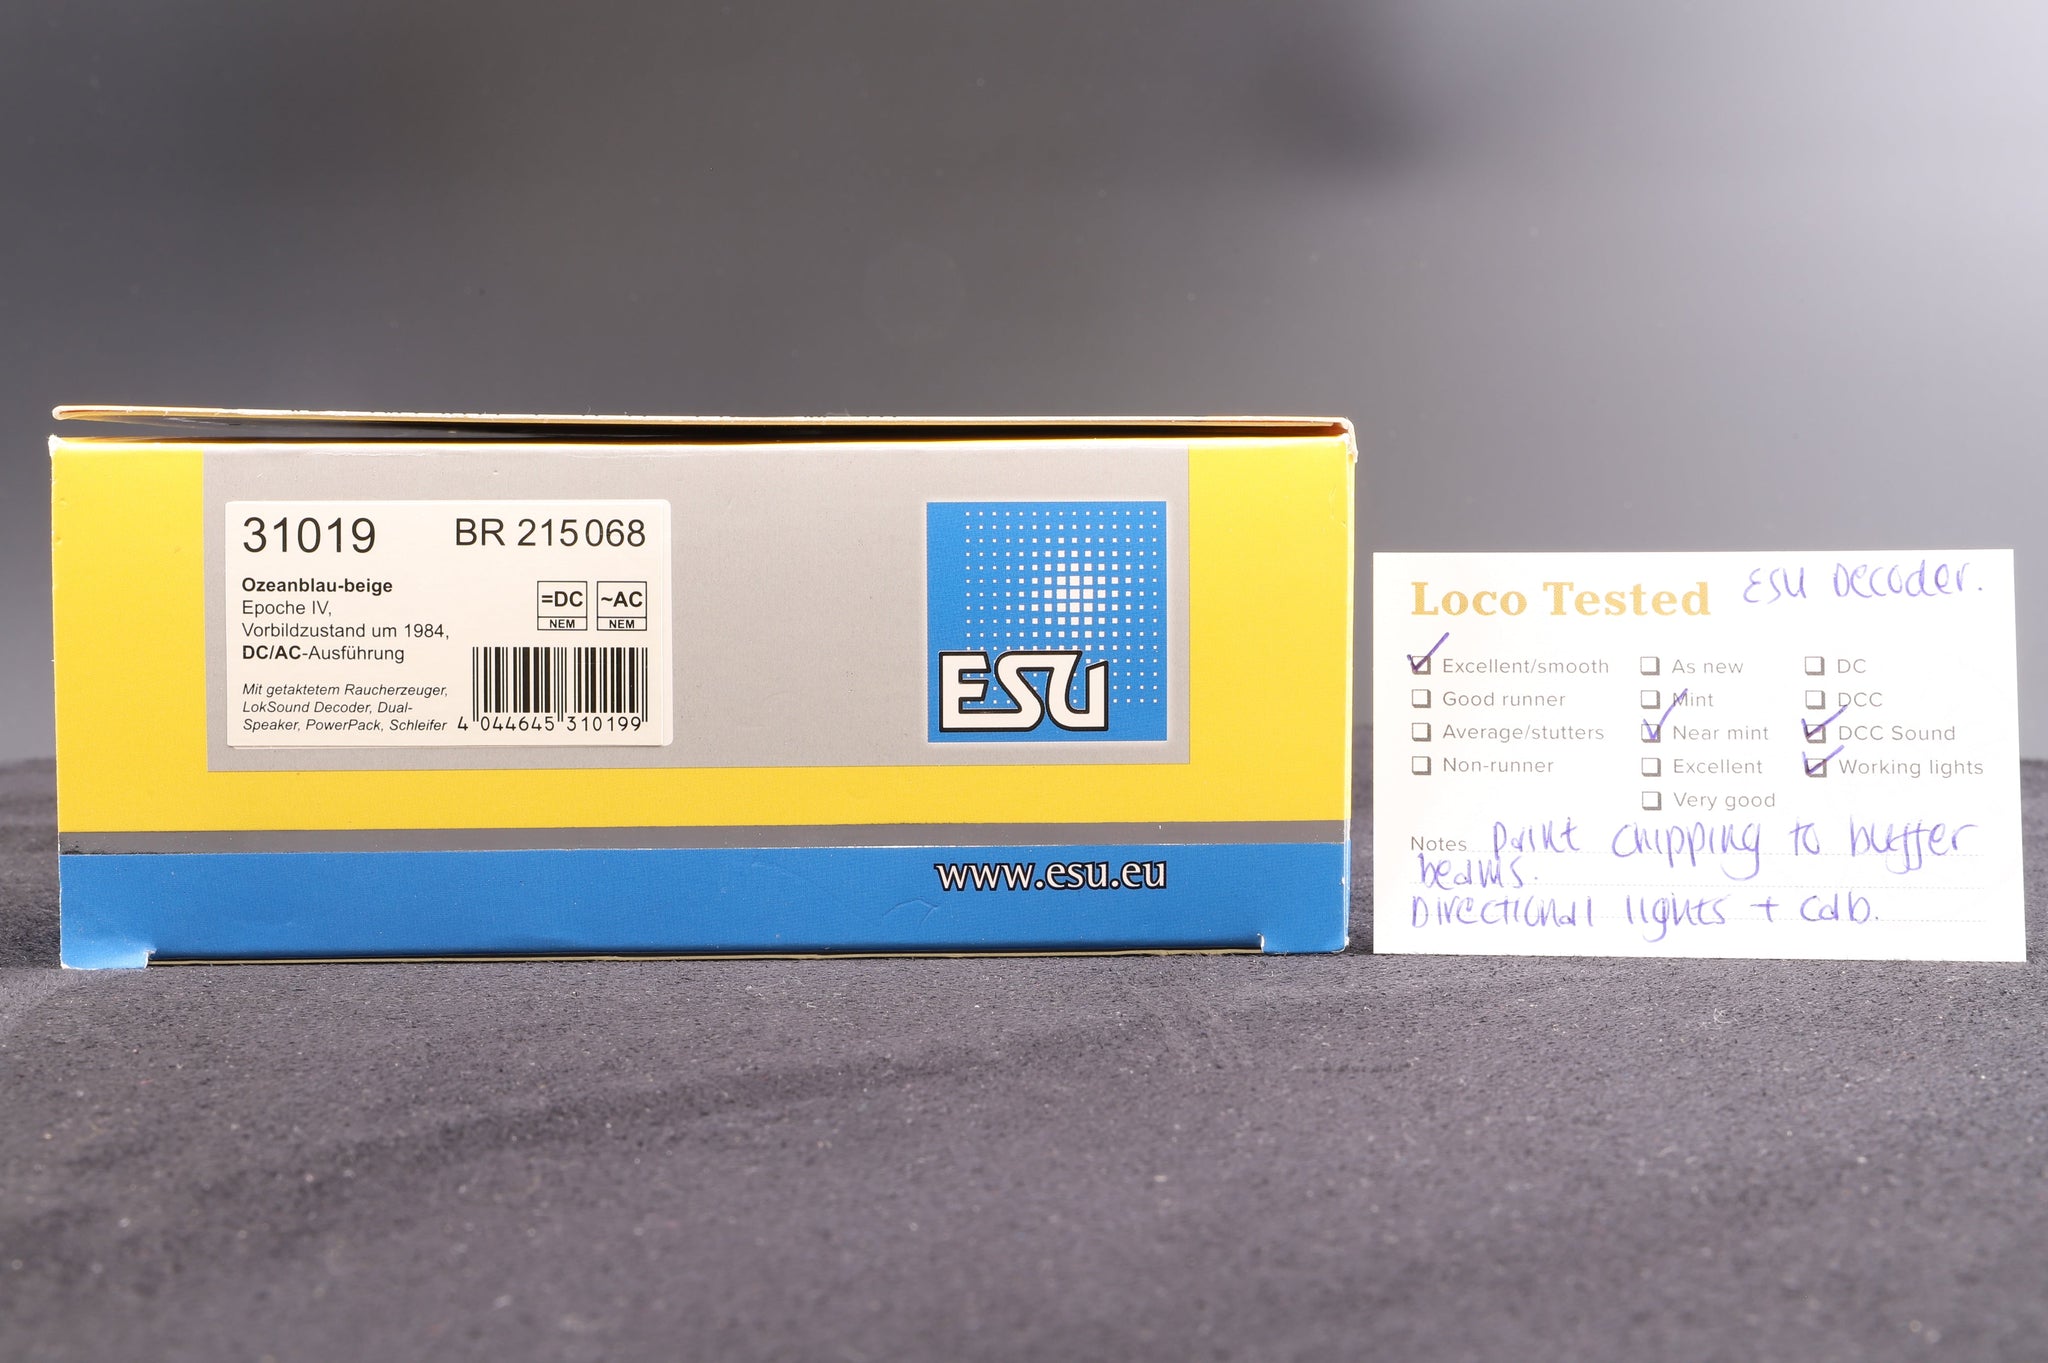 31019 BR 215 068
Ozeanblau-beige
Epoche IV,
Vorbildzustand um 1984,
DC/AC-Ausführung
=DC NEM
~AC NEM
Mit getaktetem Raucherzeuger,
LokSound Decoder, Dual-
Speaker, PowerPack, Schleifer
4 044645 310199
ESU
www.esu.eu
Loco Tested ESU Decoder.
Excellent/smooth As new DC
Good runner Mint DCC
Average/stutters Near mint DCC Sound
Non-runner Excellent Working lights
Very good
Notes paint chipping to buffer
beams.
Directional lights + cab.